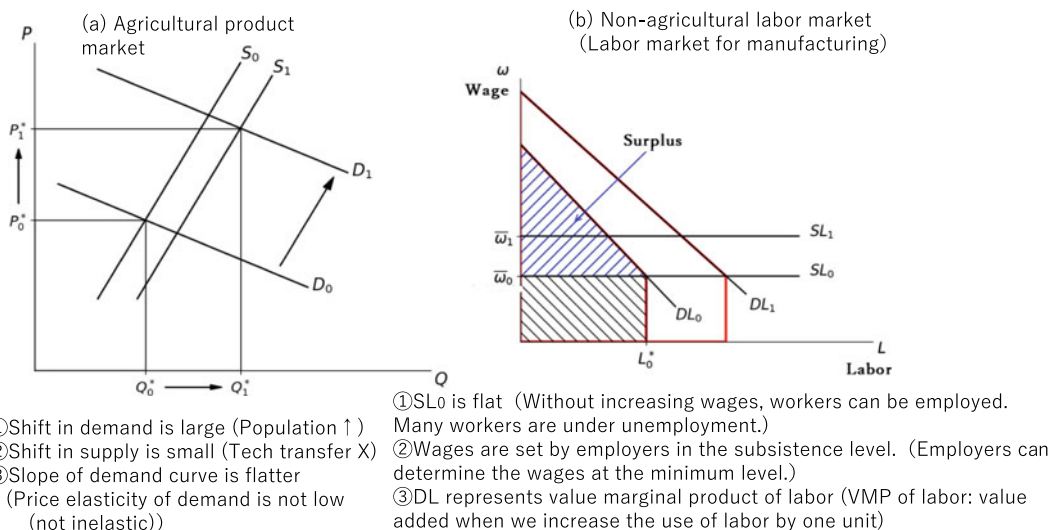 (a) Agricultural product
market
P
S₀
S₁
P₁*
D₁
P₀*
D₀
Q₀*
Q₁*
Q
(b) Non-agricultural labor market
(Labor market for manufacturing)
ω
Wage
Surplus
ω̅₁
SL₁
ω̅₀
SL₀
DL₀
DL₁
L₀*
L
Labor
①Shift in demand is large (Population↑)
②Shift in supply is small (Tech transfer X)
③Slope of demand curve is flatter
(Price elasticity of demand is not low
(not inelastic))
①SL0 is flat (Without increasing wages, workers can be employed.
Many workers are under unemployment.)
②Wages are set by employers in the subsistence level. (Employers can
determine the wages at the minimum level.)
③DL represents value marginal product of labor (VMP of labor: value
added when we increase the use of labor by one unit)